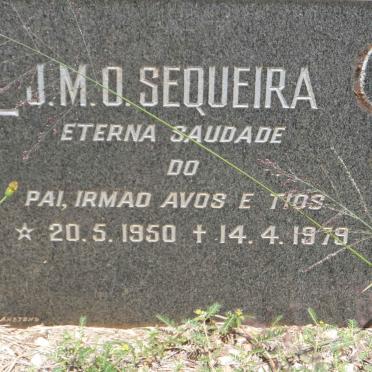 J.M.O. SEQUEIRA
ETERNA SAUDADE
DO
PAI, IRMAO AVOS E TIOS
☆ 20.5.1950 ✝ 14.4.1979